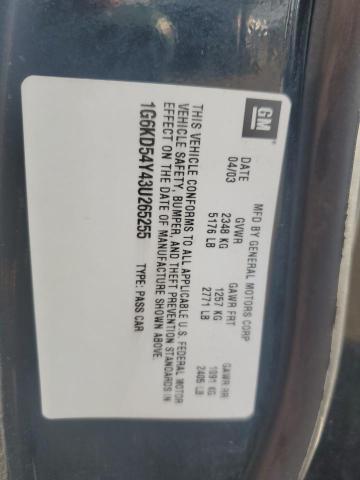 GM
MFD BY GENERAL MOTORS CORP
DATE GVWR GAWR FRT GAWR RR
04/03 2348 KG 1257 KG 1091 KG
5176 LB 2771 LB 2405 LB
THIS VEHICLE CONFORMS TO ALL APPLICABLE U.S. FEDERAL MOTOR
VEHICLE SAFETY, BUMPER, AND THEFT PREVENTION STANDARDS IN
EFFECT ON THE DATE OF MANUFACTURE SHOWN ABOVE.
1G6KD54Y43U265255 TYPE: PASS CAR